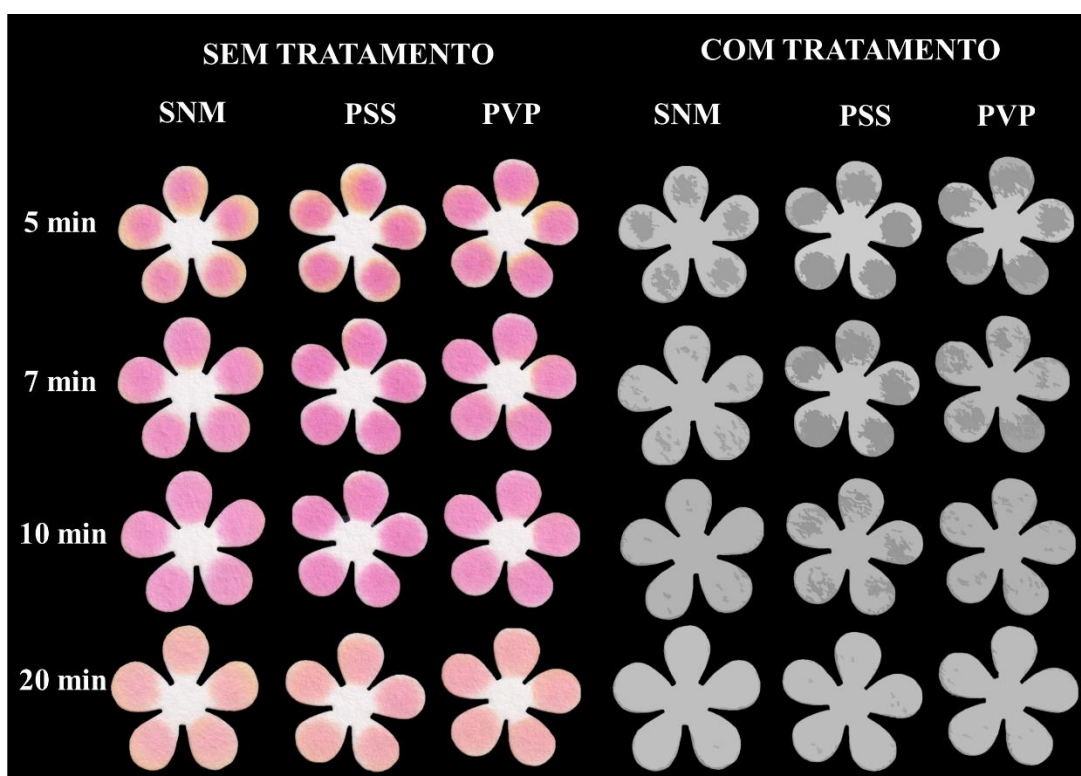 SEM TRATAMENTO
COM TRATAMENTO
SNM PSS PVP
SNM PSS PVP
5 min
7 min
10 min
20 min